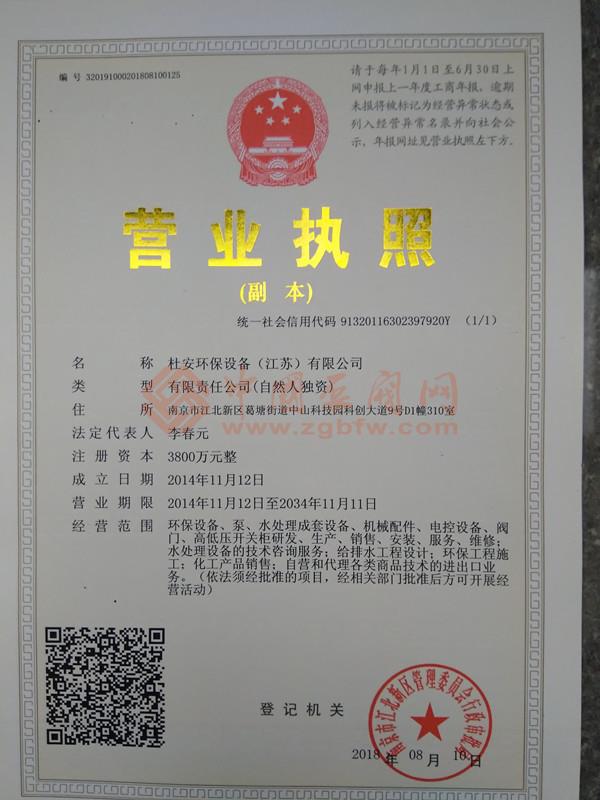 编 号 320191000201808100125
请于每年1月1日至6月30日上
网申报上一年度工商年报，逾期
未报将被标记为经营异常状态或
列入经营异常名录并向社会公
示，年报网址见营业执照左下方。
营业执照
(副 本)
统一社会信用代码 91320116302397920Y （1/1）
名 称 杜安环保设备（江苏）有限公司
类 型 有限责任公司(自然人独资)
住 所 南京市江北新区葛塘街道中山科技园科创大道9号D1幢310室
法定代表人 李春元
注册资本 3800万元整
成立日期 2014年11月12日
营业期限 2014年11月12日至2034年11月11日
经营范围 环保设备、泵、水处理成套设备、机械配件、电控设备、阀
门、高低压开关柜研发、生产、销售、安装、服务、维修；
水处理设备的技术咨询服务；给排水工程设计；环保工程施
工；化工产品销售；自营和代理各类商品技术的进出口业
务。（依法须经批准的项目，经相关部门批准后方可开展经
营活动）
中国泵阀网
www.zgbfw.com
登记机关
南京市江北新区管理委员会行政审批局
2018 年 08 月 10 日